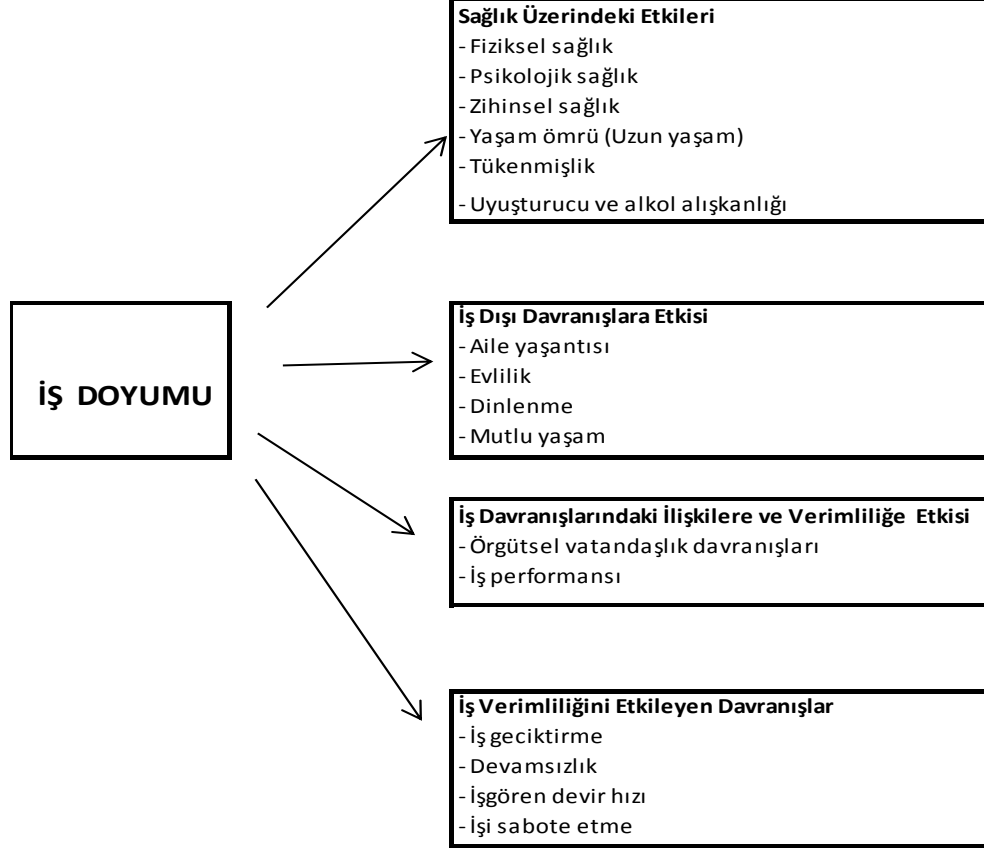 Sağlık Üzerindeki Etkileri
- Fiziksel sağlık
- Psikolojik sağlık
- Zihinsel sağlık
- Yaşam ömrü (Uzun yaşam)
- Tükenmişlik
- Uyuşturucu ve alkol alışkanlığı
İŞ DOYUMU
İş Dışı Davranışlara Etkisi
- Aile yaşantısı
- Evlilik
- Dinlenme
- Mutlu yaşam
İş Davranışlarındaki İlişkilere ve Verimliliğe Etkisi
- Örgütsel vatandaşlık davranışları
- İş performansı
İş Verimliliğini Etkileyen Davranışlar
- İş geciktirme
- Devamsızlık
- İşgören devir hızı
- İşi sabote etme